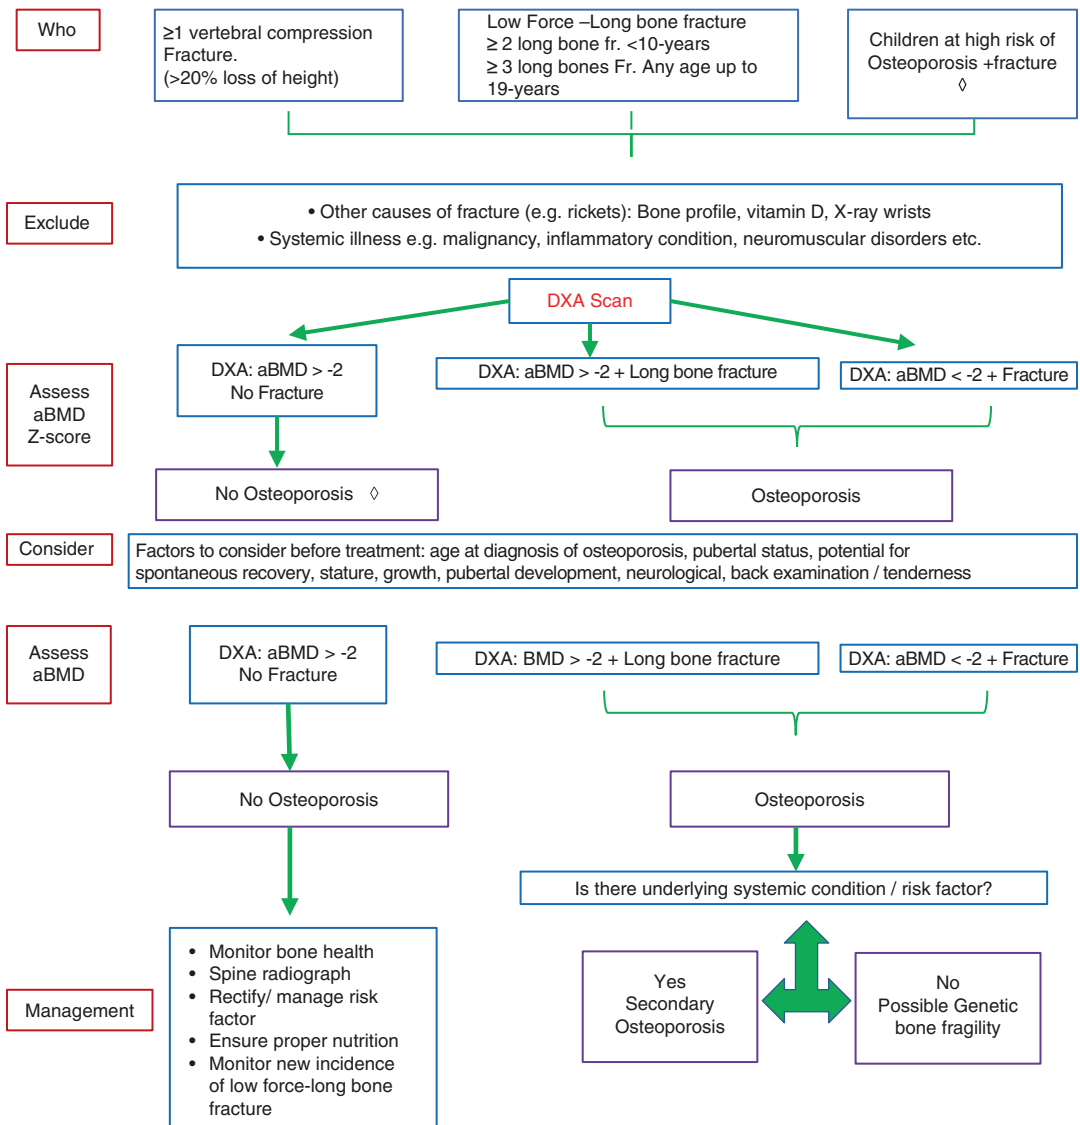 Who
≥1 vertebral compression
Fracture.
(>20% loss of height)
Low Force –Long bone fracture
≥ 2 long bone fr. <10-years
≥ 3 long bones Fr. Any age up to
19-years
Children at high risk of
Osteoporosis +fracture
◊
Exclude
• Other causes of fracture (e.g. rickets): Bone profile, vitamin D, X-ray wrists
• Systemic illness e.g. malignancy, inflammatory condition, neuromuscular disorders etc.
DXA Scan
Assess
aBMD
Z-score
DXA: aBMD > -2
No Fracture
DXA: aBMD > -2 + Long bone fracture
DXA: aBMD < -2 + Fracture
No Osteoporosis ◊
Osteoporosis
Consider
Factors to consider before treatment: age at diagnosis of osteoporosis, pubertal status, potential for
spontaneous recovery, stature, growth, pubertal development, neurological, back examination / tenderness
Assess
aBMD
DXA: aBMD > -2
No Fracture
DXA: BMD > -2 + Long bone fracture
DXA: aBMD < -2 + Fracture
No Osteoporosis
Osteoporosis
Is there underlying systemic condition / risk factor?
Management
• Monitor bone health
• Spine radiograph
• Rectify/ manage risk
factor
• Ensure proper nutrition
• Monitor new incidence
of low force-long bone
fracture
Yes
Secondary
Osteoporosis
No
Possible Genetic
bone fragility